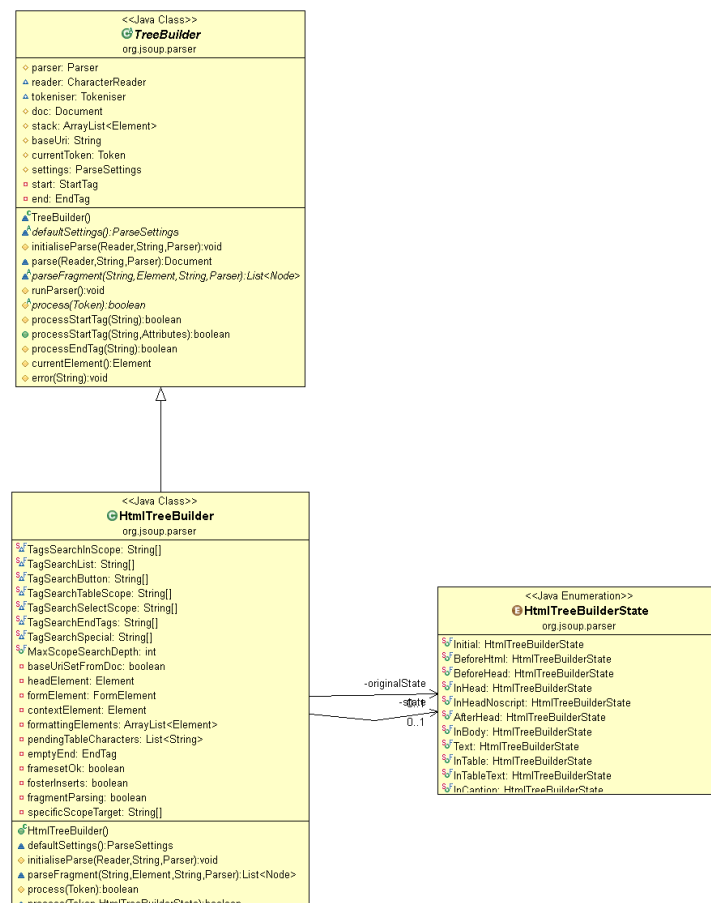 <<Java Class>>
TreeBuilder
org.jsoup.parser
parser: Parser
reader: CharacterReader
tokeniser: Tokeniser
doc: Document
stack: ArrayList<Element>
baseUri: String
currentToken: Token
settings: ParseSettings
start: StartTag
end: EndTag
TreeBuilder()
defaultSettings():ParseSettings
initialiseParse(Reader,String,Parser):void
parse(Reader,String,Parser):Document
parseFragment(String,Element,String,Parser):List<Node>
runParser():void
process(Token):boolean
processStartTag(String):boolean
processStartTag(String,Attributes):boolean
processEndTag(String):boolean
currentElement():Element
error(String):void
<<Java Class>>
HtmlTreeBuilder
org.jsoup.parser
TagsSearchInScope: String[]
TagSearchList: String[]
TagSearchButton: String[]
TagSearchTableScope: String[]
TagSearchSelectScope: String[]
TagSearchEndTags: String[]
TagSearchSpecial: String[]
MaxScopeSearchDepth: int
baseUriSetFromDoc: boolean
headElement: Element
formElement: FormElement
contextElement: Element
formattingElements: ArrayList<Element>
pendingTableCharacters: List<String>
emptyEnd: EndTag
framesetOk: boolean
fosterInserts: boolean
fragmentParsing: boolean
specificScopeTarget: String[]
HtmlTreeBuilder()
defaultSettings():ParseSettings
initialiseParse(Reader,String,Parser):void
parseFragment(String,Element,String,Parser):List<Node>
process(Token):boolean
process(Token,HtmlTreeBuilderState):boolean
-originalState
0..1
-state
0..1
<<Java Enumeration>>
HtmlTreeBuilderState
org.jsoup.parser
Initial: HtmlTreeBuilderState
BeforeHtml: HtmlTreeBuilderState
BeforeHead: HtmlTreeBuilderState
InHead: HtmlTreeBuilderState
InHeadNoscript: HtmlTreeBuilderState
AfterHead: HtmlTreeBuilderState
InBody: HtmlTreeBuilderState
Text: HtmlTreeBuilderState
InTable: HtmlTreeBuilderState
InTableText: HtmlTreeBuilderState
InCaption: HtmlTreeBuilderState